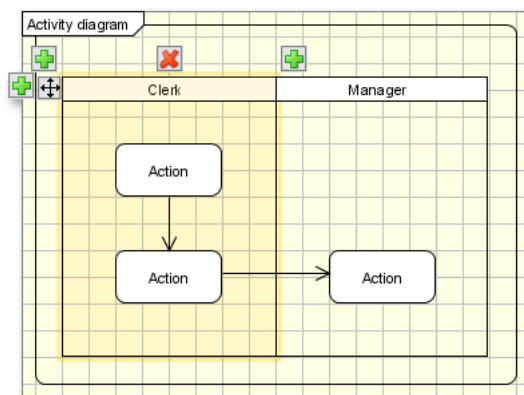 Activity diagram
Clerk
Manager
Action
Action
Action